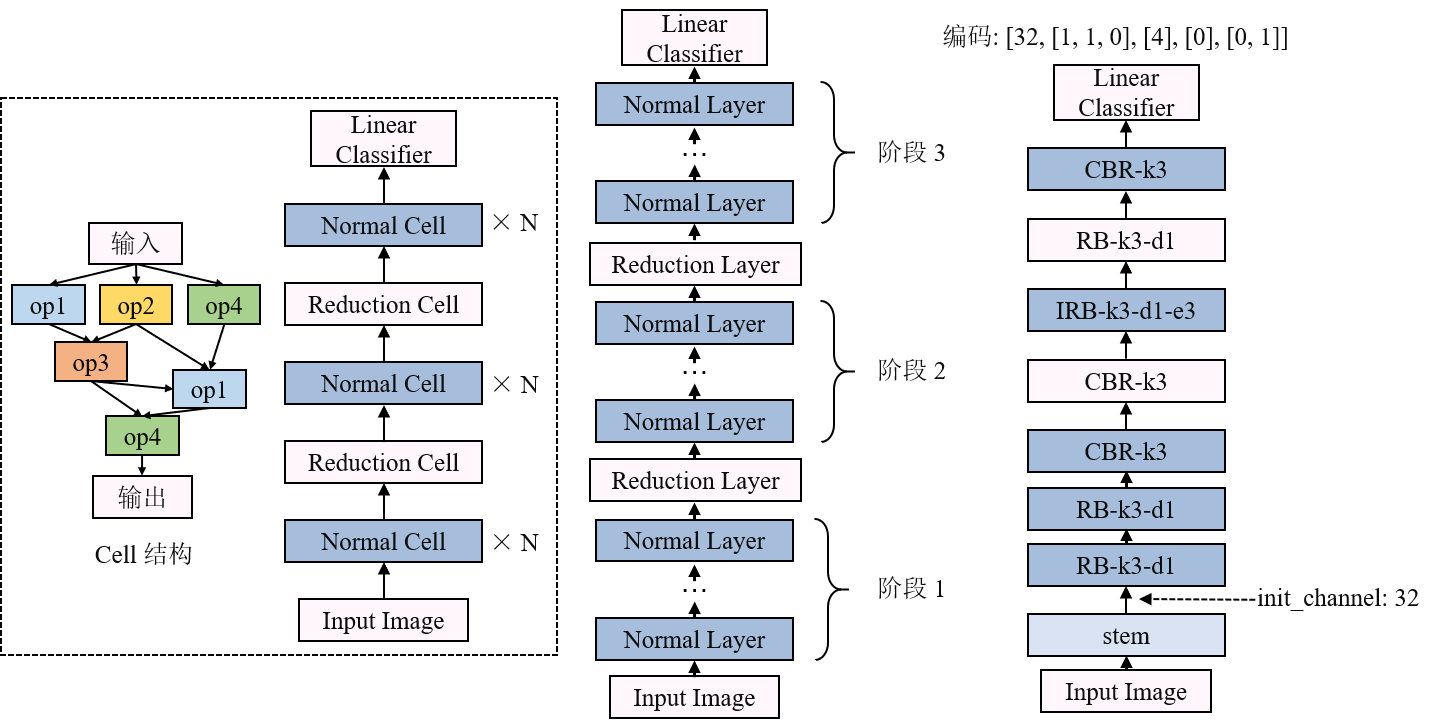 输入
op1
op2
op4
op3
op1
op4
输出
Cell 结构
Linear
Classifier
Normal Cell
× N
Reduction Cell
Normal Cell
× N
Reduction Cell
Normal Cell
× N
Input Image
Linear
Classifier
Normal Layer
...
Normal Layer
阶段 3
Reduction Layer
Normal Layer
...
Normal Layer
阶段 2
Reduction Layer
Normal Layer
...
Normal Layer
阶段 1
Input Image
编码: [32, [1, 1, 0], [4], [0], [0, 1]]
Linear
Classifier
CBR-k3
RB-k3-d1
IRB-k3-d1-e3
CBR-k3
CBR-k3
RB-k3-d1
RB-k3-d1
init_channel: 32
stem
Input Image